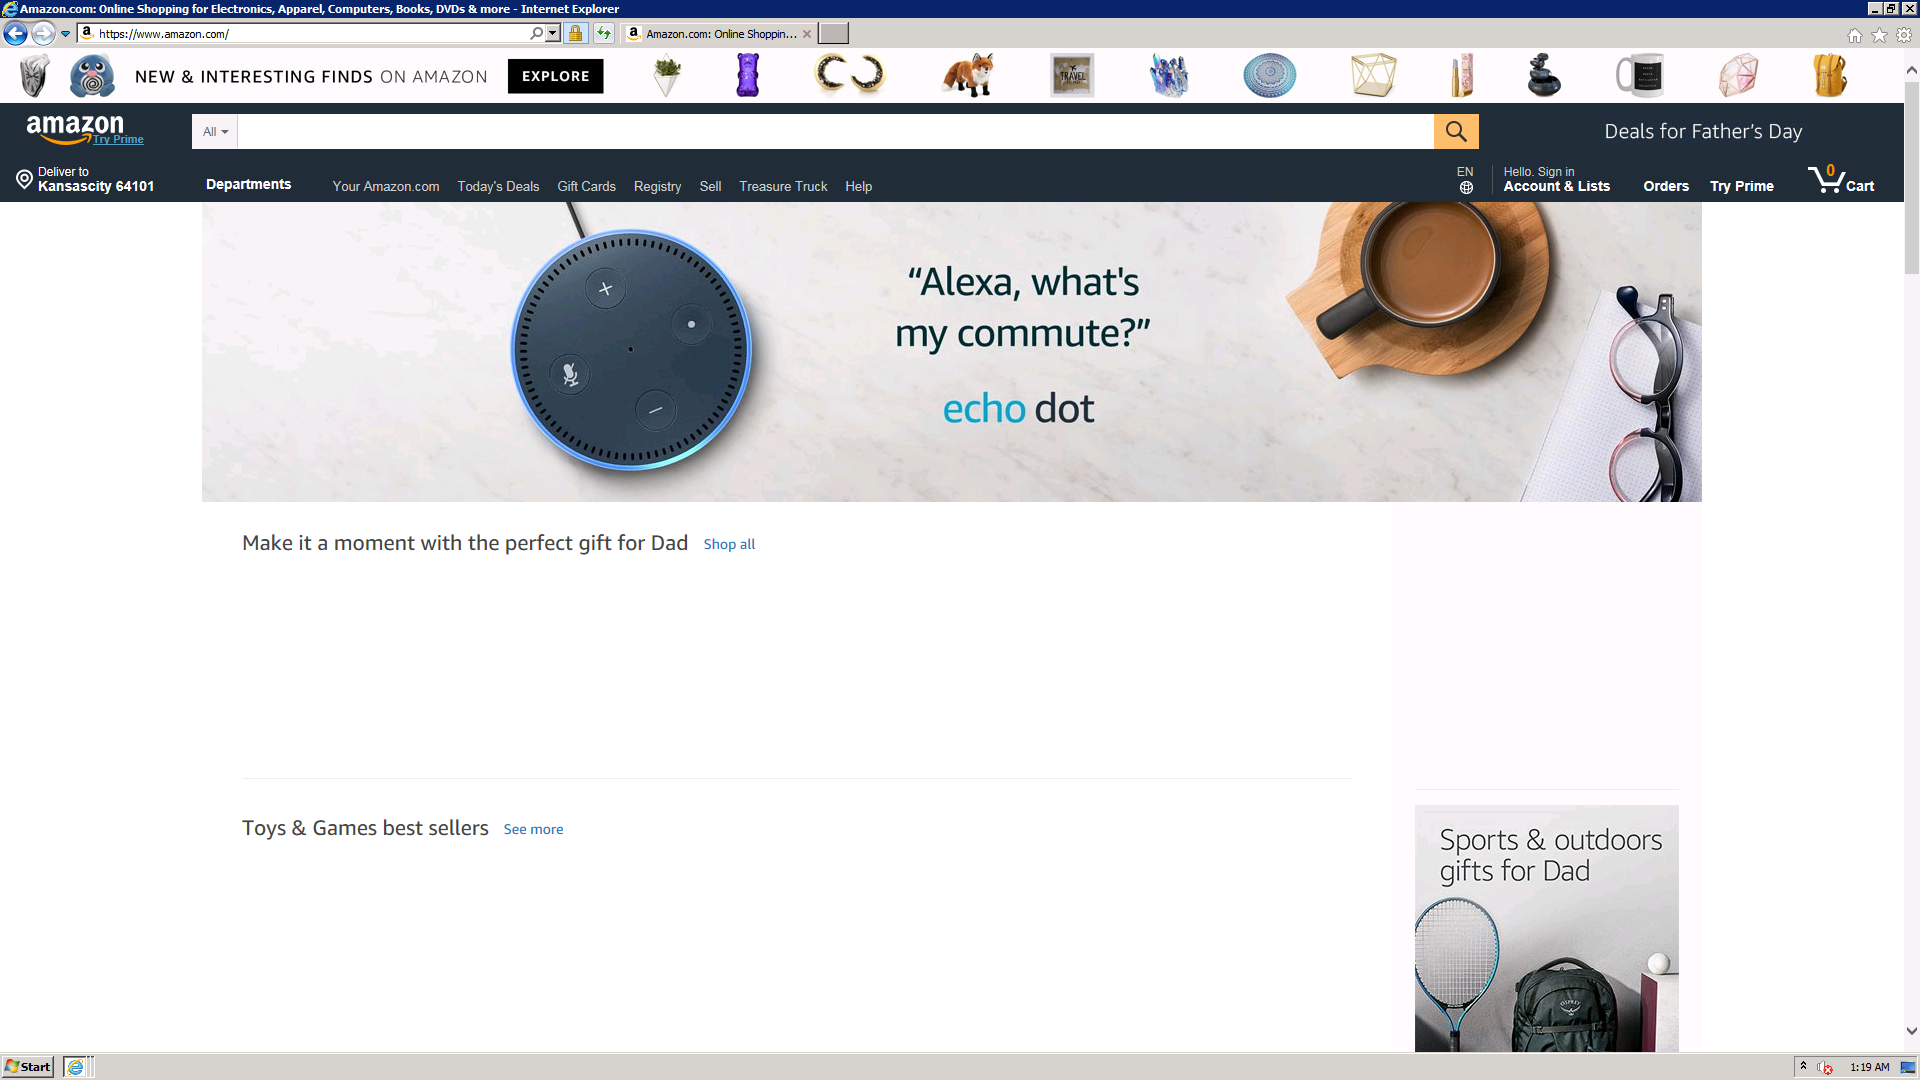 Amazon.com: Online Shopping for Electronics, Apparel, Computers, Books, DVDs & more - Internet Explorer
https://www.amazon.com/
Amazon.com: Online Shoppin...
NEW & INTERESTING FINDS ON AMAZON
EXPLORE
TRAVEL
amazon
Try Prime
All
Deals for Father's Day
Deliver to
Kansascity 64101
Departments
Your Amazon.com
Today's Deals
Gift Cards
Registry
Sell
Treasure Truck
Help
EN
Hello. Sign in
Account & Lists
Orders
Try Prime
0
Cart
“Alexa, what's
my commute?”
echo dot
Make it a moment with the perfect gift for Dad
Shop all
Toys & Games best sellers
See more
Sports & outdoors
gifts for Dad
OSPREY
Start
1:19 AM